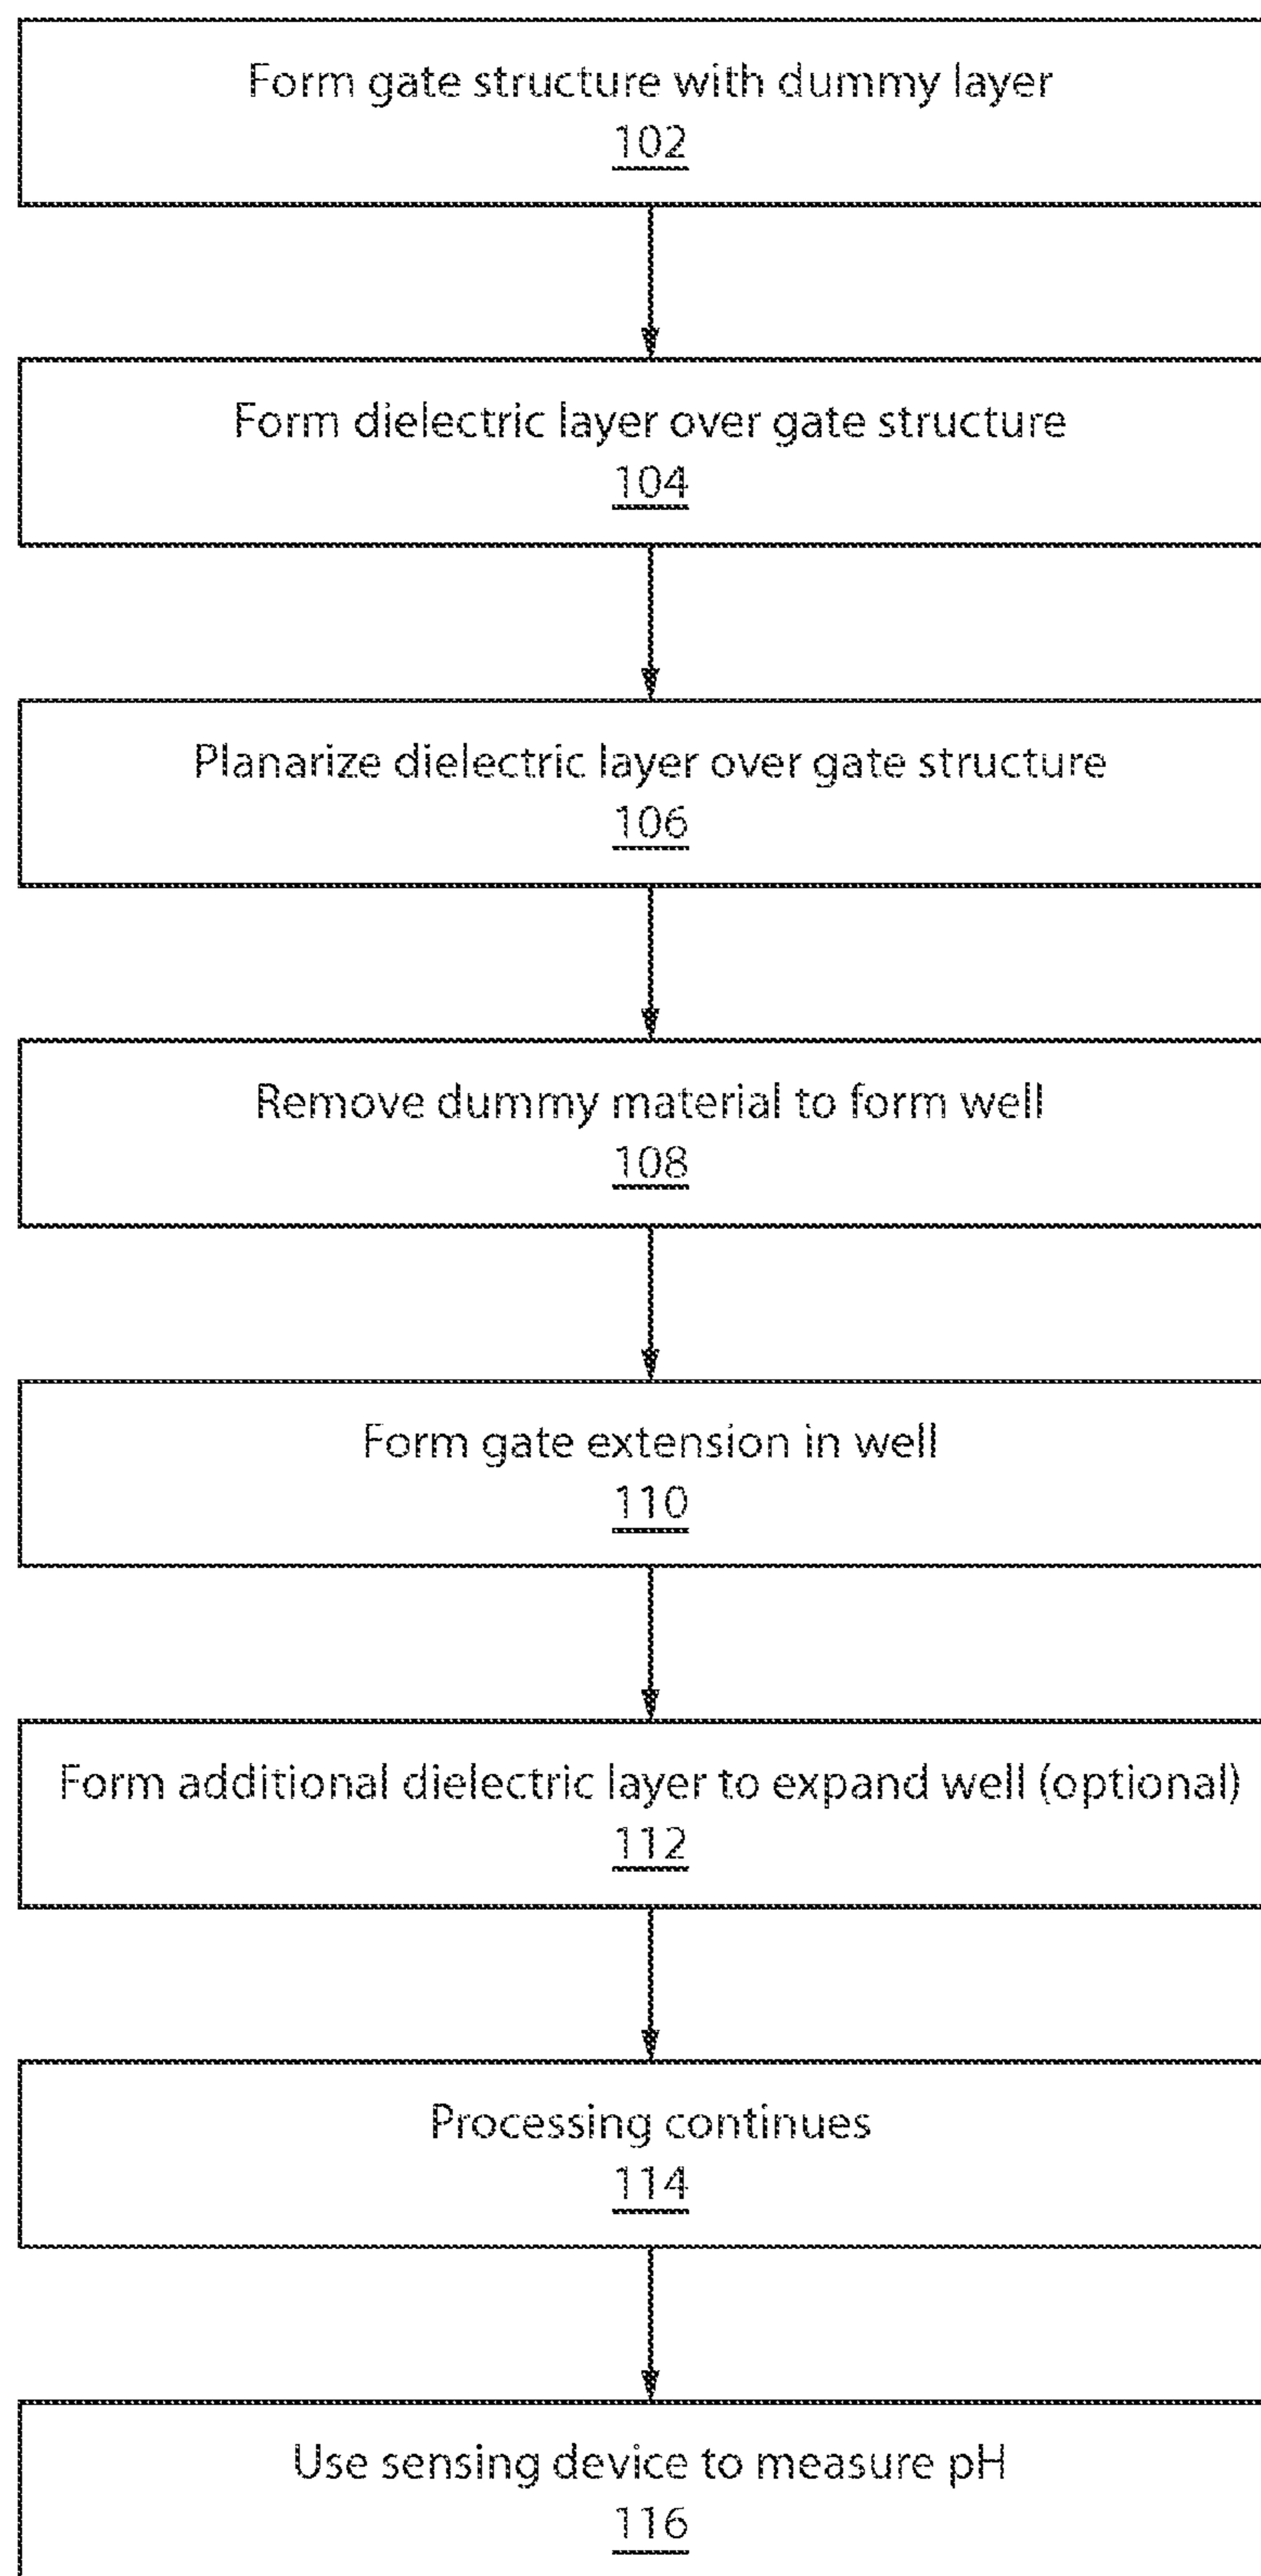 Form gate structure with dummy layer
102
Form dielectric layer over gate structure
104
Planarize dielectric layer over gate structure
106
Remove dummy material to form well
108
Form gate extension in well
110
Form additional dielectric layer to expand well (optional)
112
Processing continues
114
Use sensing device to measure pH
116